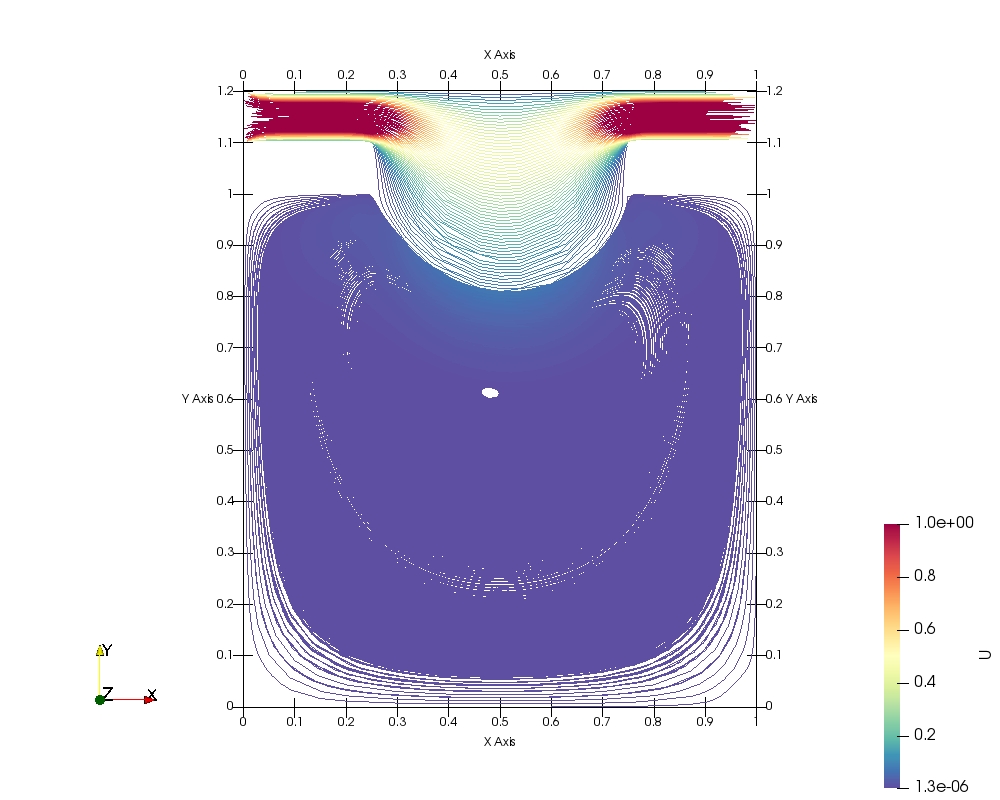 X Axis
0 0.1 0.2 0.3 0.4 0.5 0.6 0.7 0.8 0.9 1
1.2 1.2
1.1 1.1
1 1
0.9 0.9
0.8 0.8
0.7 0.7
Y Axis 0.6 0.6 Y Axis
0.5 0.5
0.4 0.4
0.3 0.3
0.2 0.2
0.1 0.1
0 0
0 0.1 0.2 0.3 0.4 0.5 0.6 0.7 0.8 0.9 1
X Axis
1.0e+00
0.8
0.6
0.4
0.2
1.3e-06
U
Y
Z
X